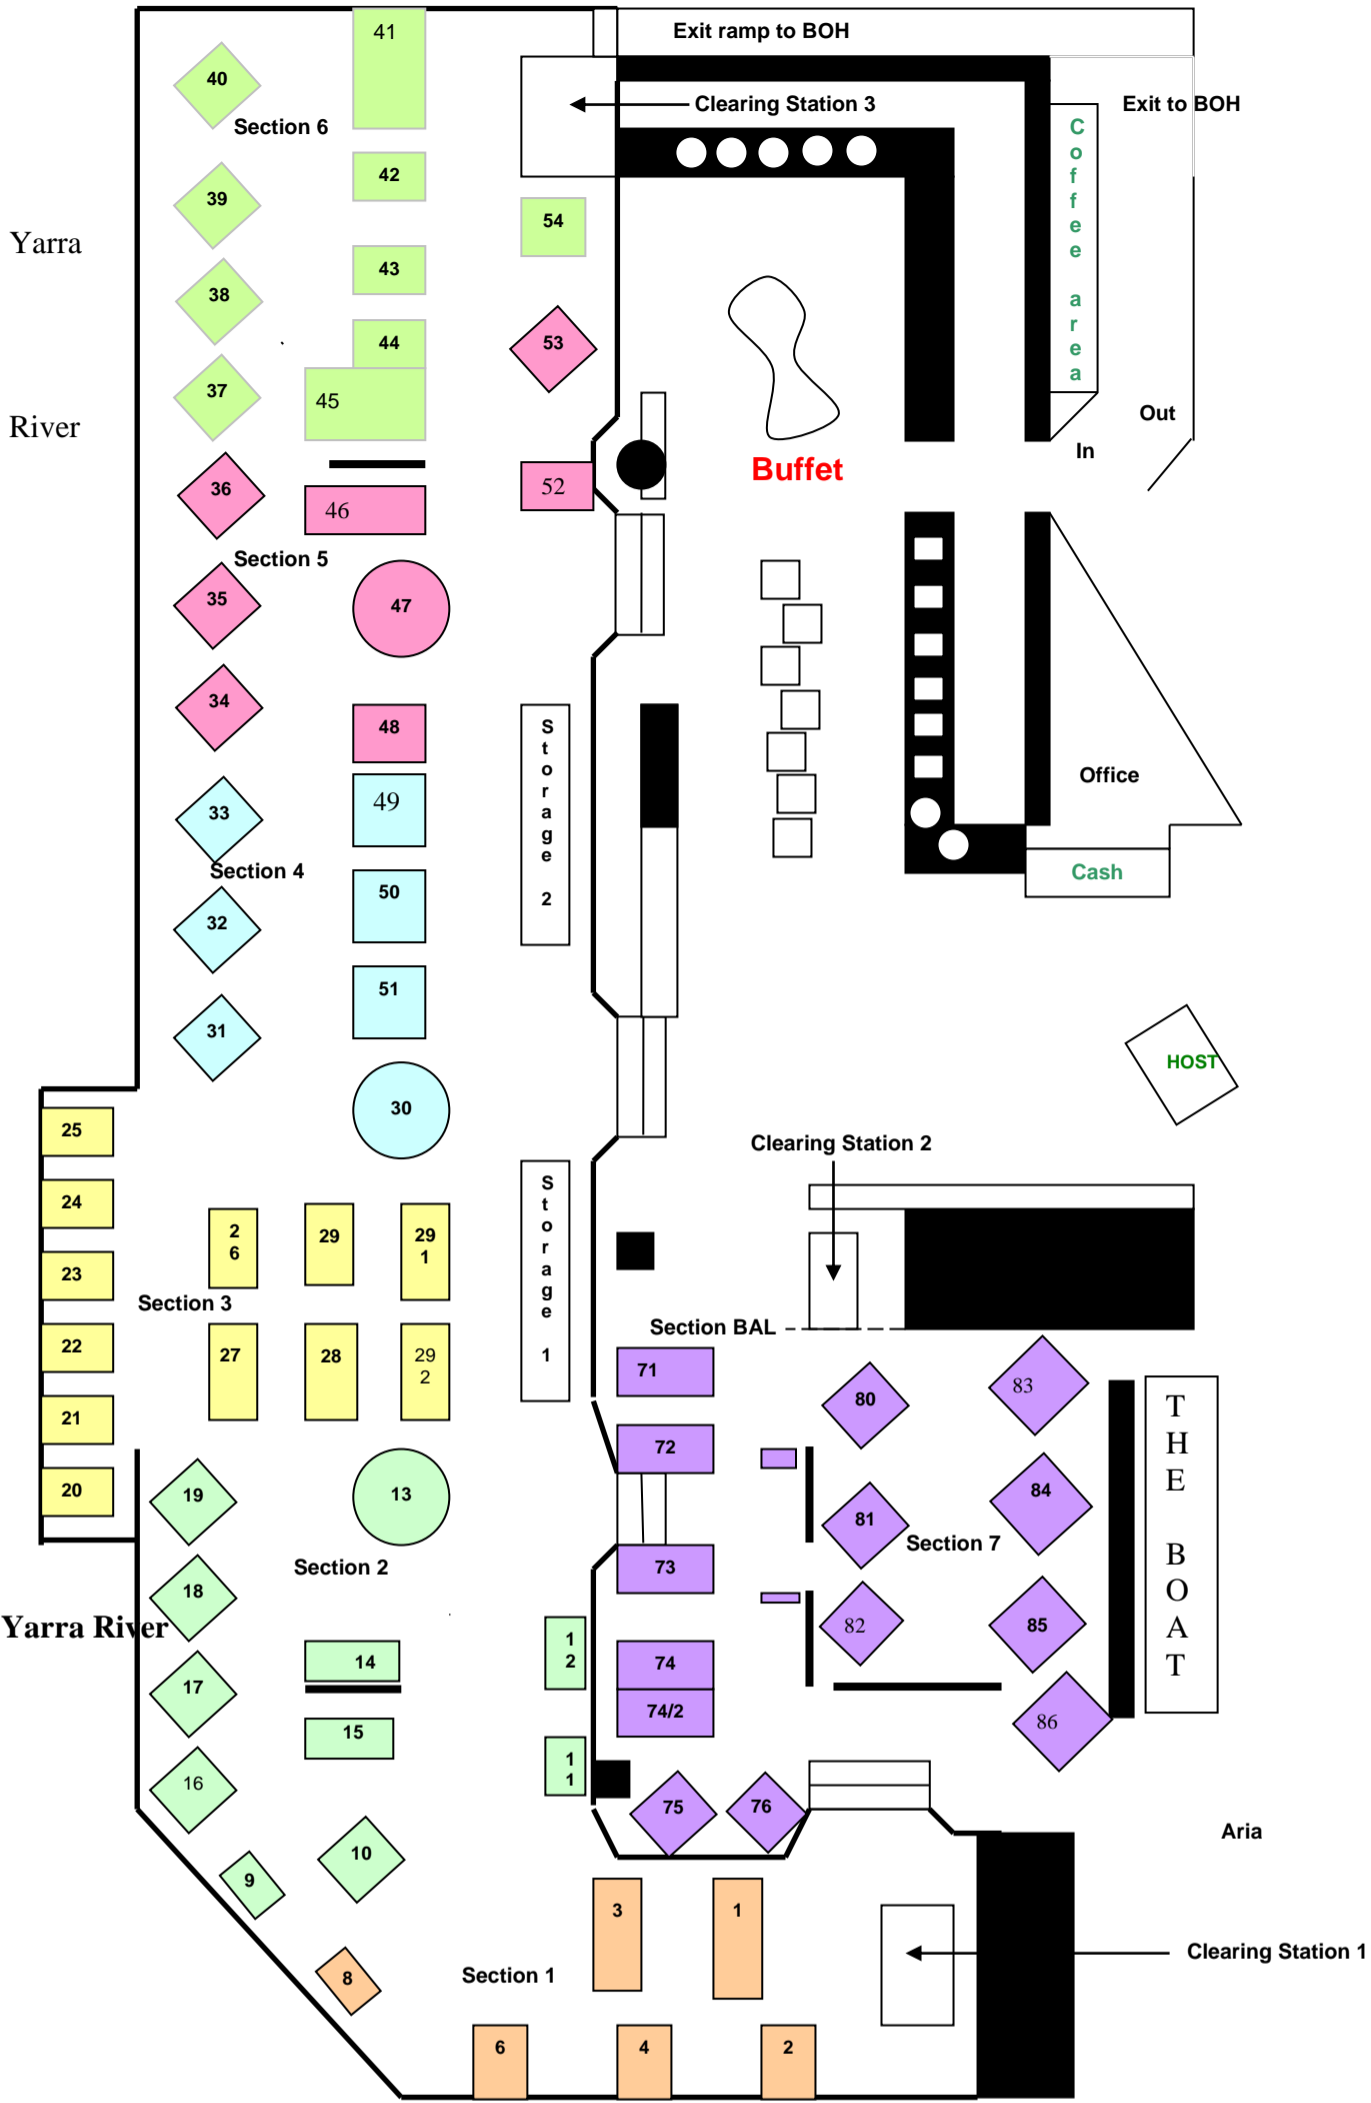 Exit ramp to BOH
41
40
Clearing Station 3
Exit to BOH
Section 6
Coffee area
42
39
54
Yarra
43
38
44
53
37
45
Out
River
In
Buffet
36
52
46
Section 5
35
47
34
48
Storage 2
Office
49
33
Section 4
Cash
50
32
51
31
HOST
30
25
Clearing Station 2
24
Storage 1
26
29
291
23
Section 3
Section BAL
22
27
28
292
71
80
83
THE BOAT
21
72
20
19
13
84
81
Section 7
Section 2
73
18
82
85
Yarra River
12
14
74
17
74/2
86
15
11
16
75
76
Aria
10
9
3
1
Clearing Station 1
8
Section 1
6
4
2